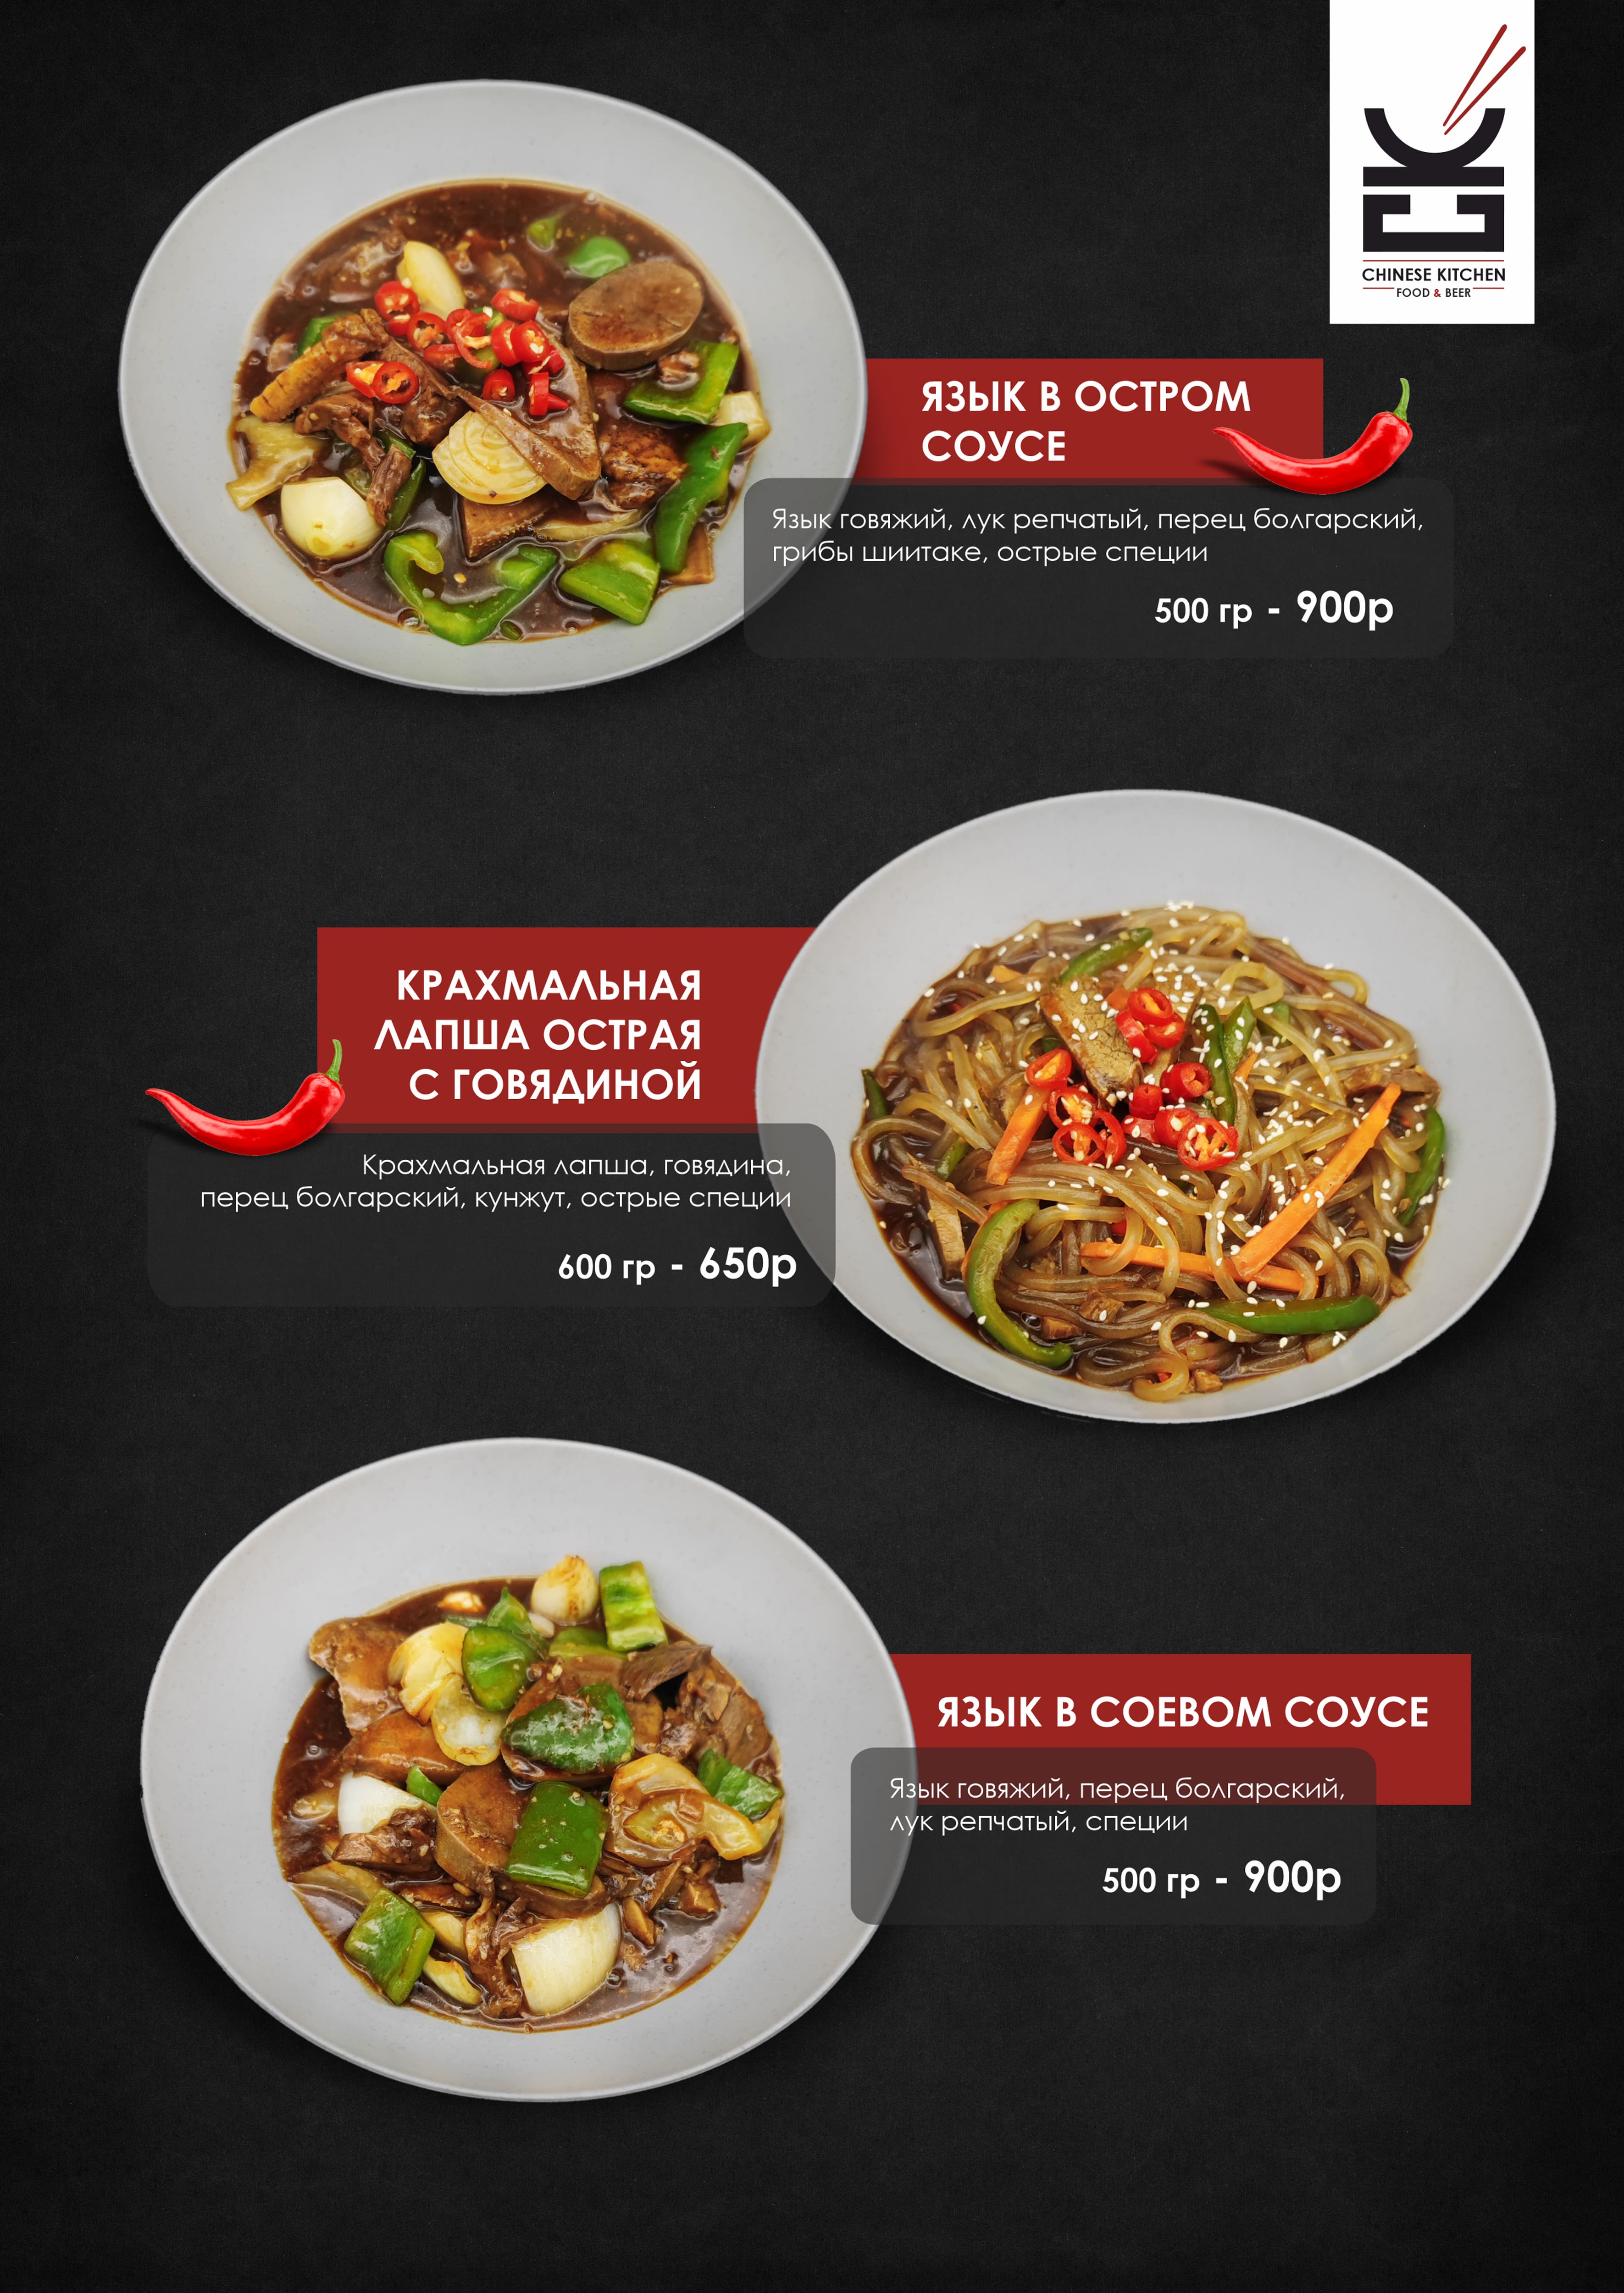 CHINESE KITCHEN
FOOD & BEER
ЯЗЫК В ОСТРОМ
СОУСЕ
Язык говяжий, лук репчатый, перец болгарский,
грибы шиитаке, острые специи
500 гр - 900р
КРАХМАЛЬНАЯ
ЛАПША ОСТРАЯ
С ГОВЯДИНОЙ
Крахмальная лапша, говядина,
перец болгарский, кунжут, острые специи
600 гр - 650р
ЯЗЫК В СОЕВОМ СОУСЕ
Язык говяжий, перец болгарский,
лук репчатый, специи
500 гр - 900р